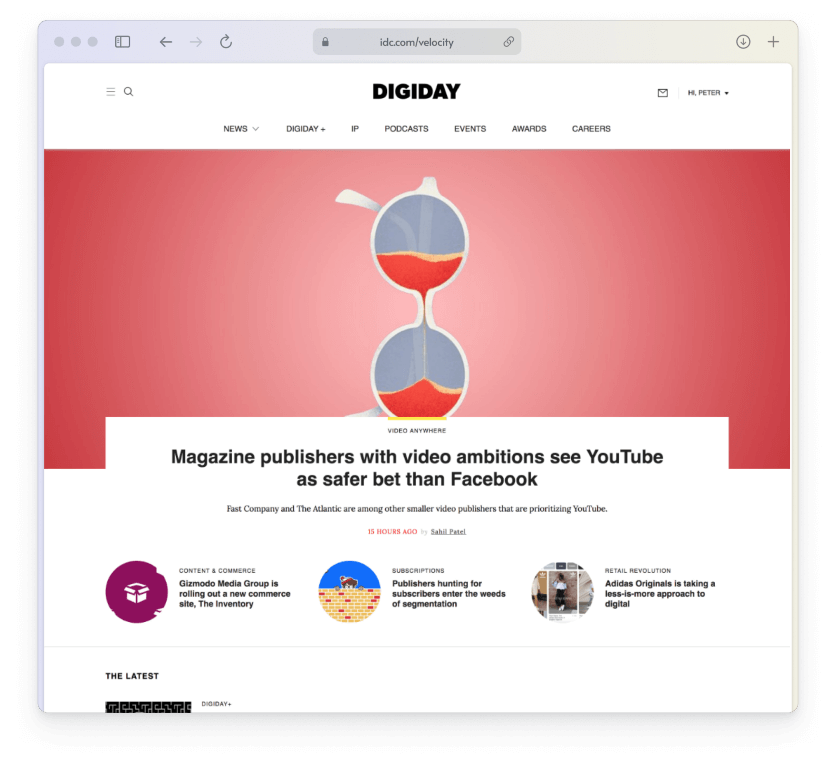 idc.com/velocity
DIGIDAY
HI, PETER
NEWS
DIGIDAY +
IP
PODCASTS
EVENTS
AWARDS
CAREERS
VIDEO ANYWHERE
Magazine publishers with video ambitions see YouTube
as safer bet than Facebook
Fast Company and The Atlantic are among other smaller video publishers that are prioritizing YouTube.
15 HOURS AGO by Sahil Patel
CONTENT & COMMERCE
Gizmodo Media Group is
rolling out a new commerce
site, The Inventory
SUBSCRIPTIONS
Publishers hunting for
subscribers enter the weeds
of segmentation
RETAIL REVOLUTION
Adidas Originals is taking a
less-is-more approach to
digital
THE LATEST
DIGIDAY+